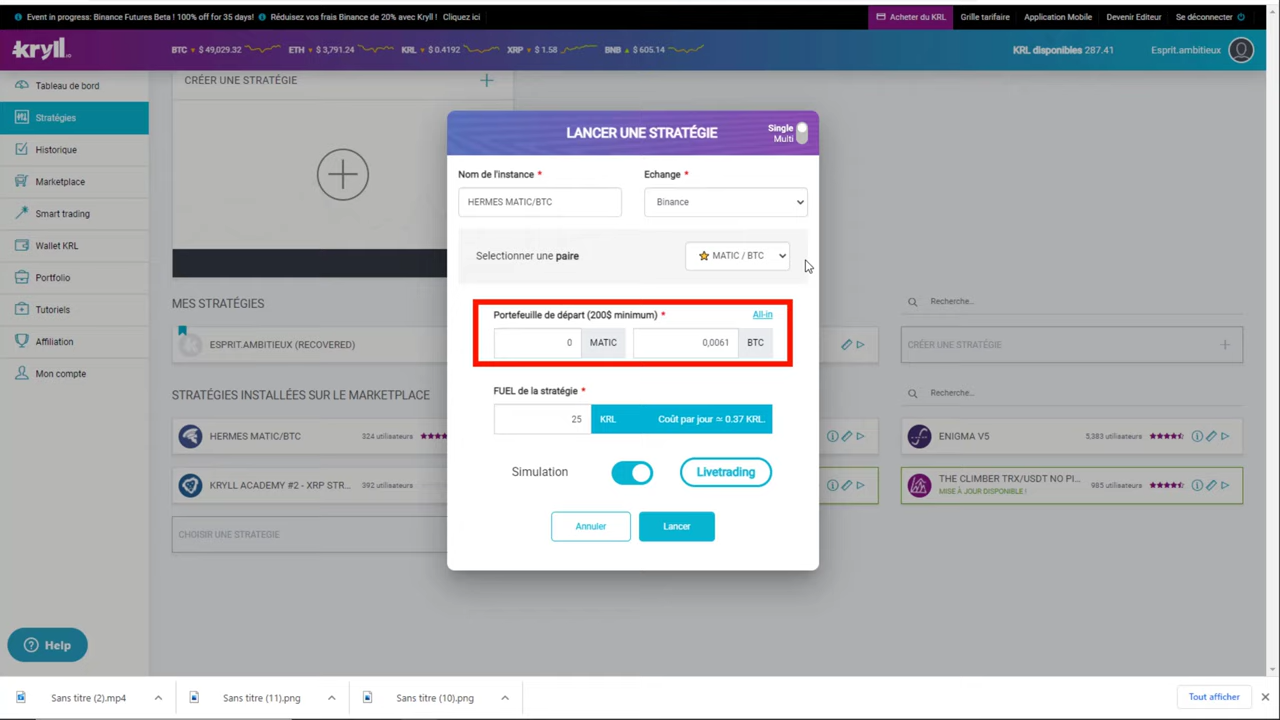 Event in progress: Binance Futures Beta ! 100% off for 35 days! Réduisez vos frais Binance de 20% avec Kryll ! Cliquez ici
Acheter du KRL Grille tarifaire Application Mobile Devenir Editeur Se déconnecter
kryll.io BTC $ 49,029.32 ETH $ 3,791.24 KRL $ 0.4192 XRP $ 1.58 BNB $ 605.14 KRL disponibles 287.41 Esprit.ambitieux
Tableau de bord
Stratégies
Historique
Marketplace
Smart trading
Wallet KRL
Portfolio
Tutoriels
Affiliation
Mon compte
Help
CRÉER UNE STRATÉGIE
MES STRATÉGIES Recherche...
ESPRIT.AMBITIEUX (RECOVERED) CRÉER UNE STRATÉGIE
STRATÉGIES INSTALLÉES SUR LE MARKETPLACE Recherche...
HERMES MATIC/BTC 324 utilisateurs ENIGMA V5 5,383 utilisateurs
KRYLL ACADEMY #2 - XRP STR... 392 utilisateurs THE CLIMBER TRX/USDT NO PI... 985 utilisateurs
MISE À JOUR DISPONIBLE !
CHOISIR UNE STRATEGIE
LANCER UNE STRATÉGIE
Single
Multi
Nom de l'instance * Echange *
HERMES MATIC/BTC Binance
Selectionner une paire MATIC / BTC
Portefeuille de départ (200$ minimum) * All-in
0 MATIC 0,0061 BTC
FUEL de la stratégie *
25 KRL Coût par jour ≃ 0.37 KRL.
Simulation Livetrading
Annuler Lancer
Sans titre (2).mp4 Sans titre (11).png Sans titre (10).png Tout afficher